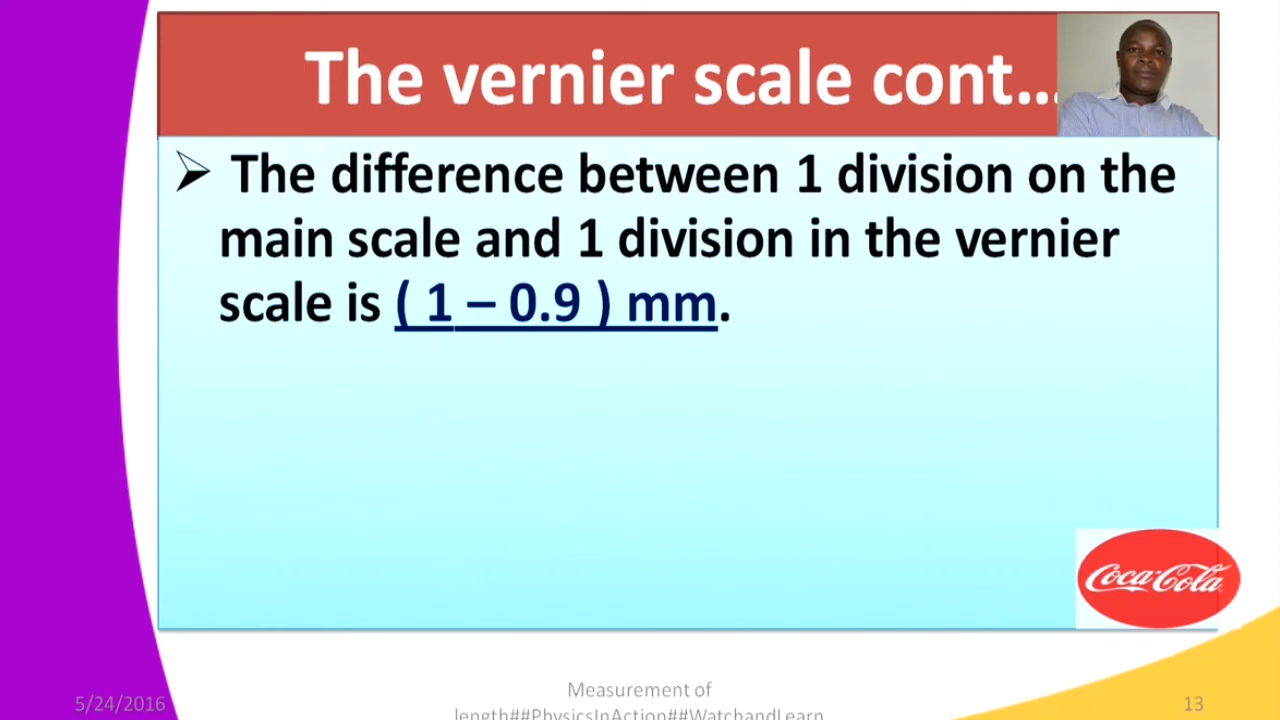 The vernier scale cont…
➢ The difference between 1 division on the
main scale and 1 division in the vernier
scale is ( 1 – 0.9 ) mm.
Coca-Cola
5/24/2016
Measurement of
length##PhysicsInAction##WatchandLearn
13